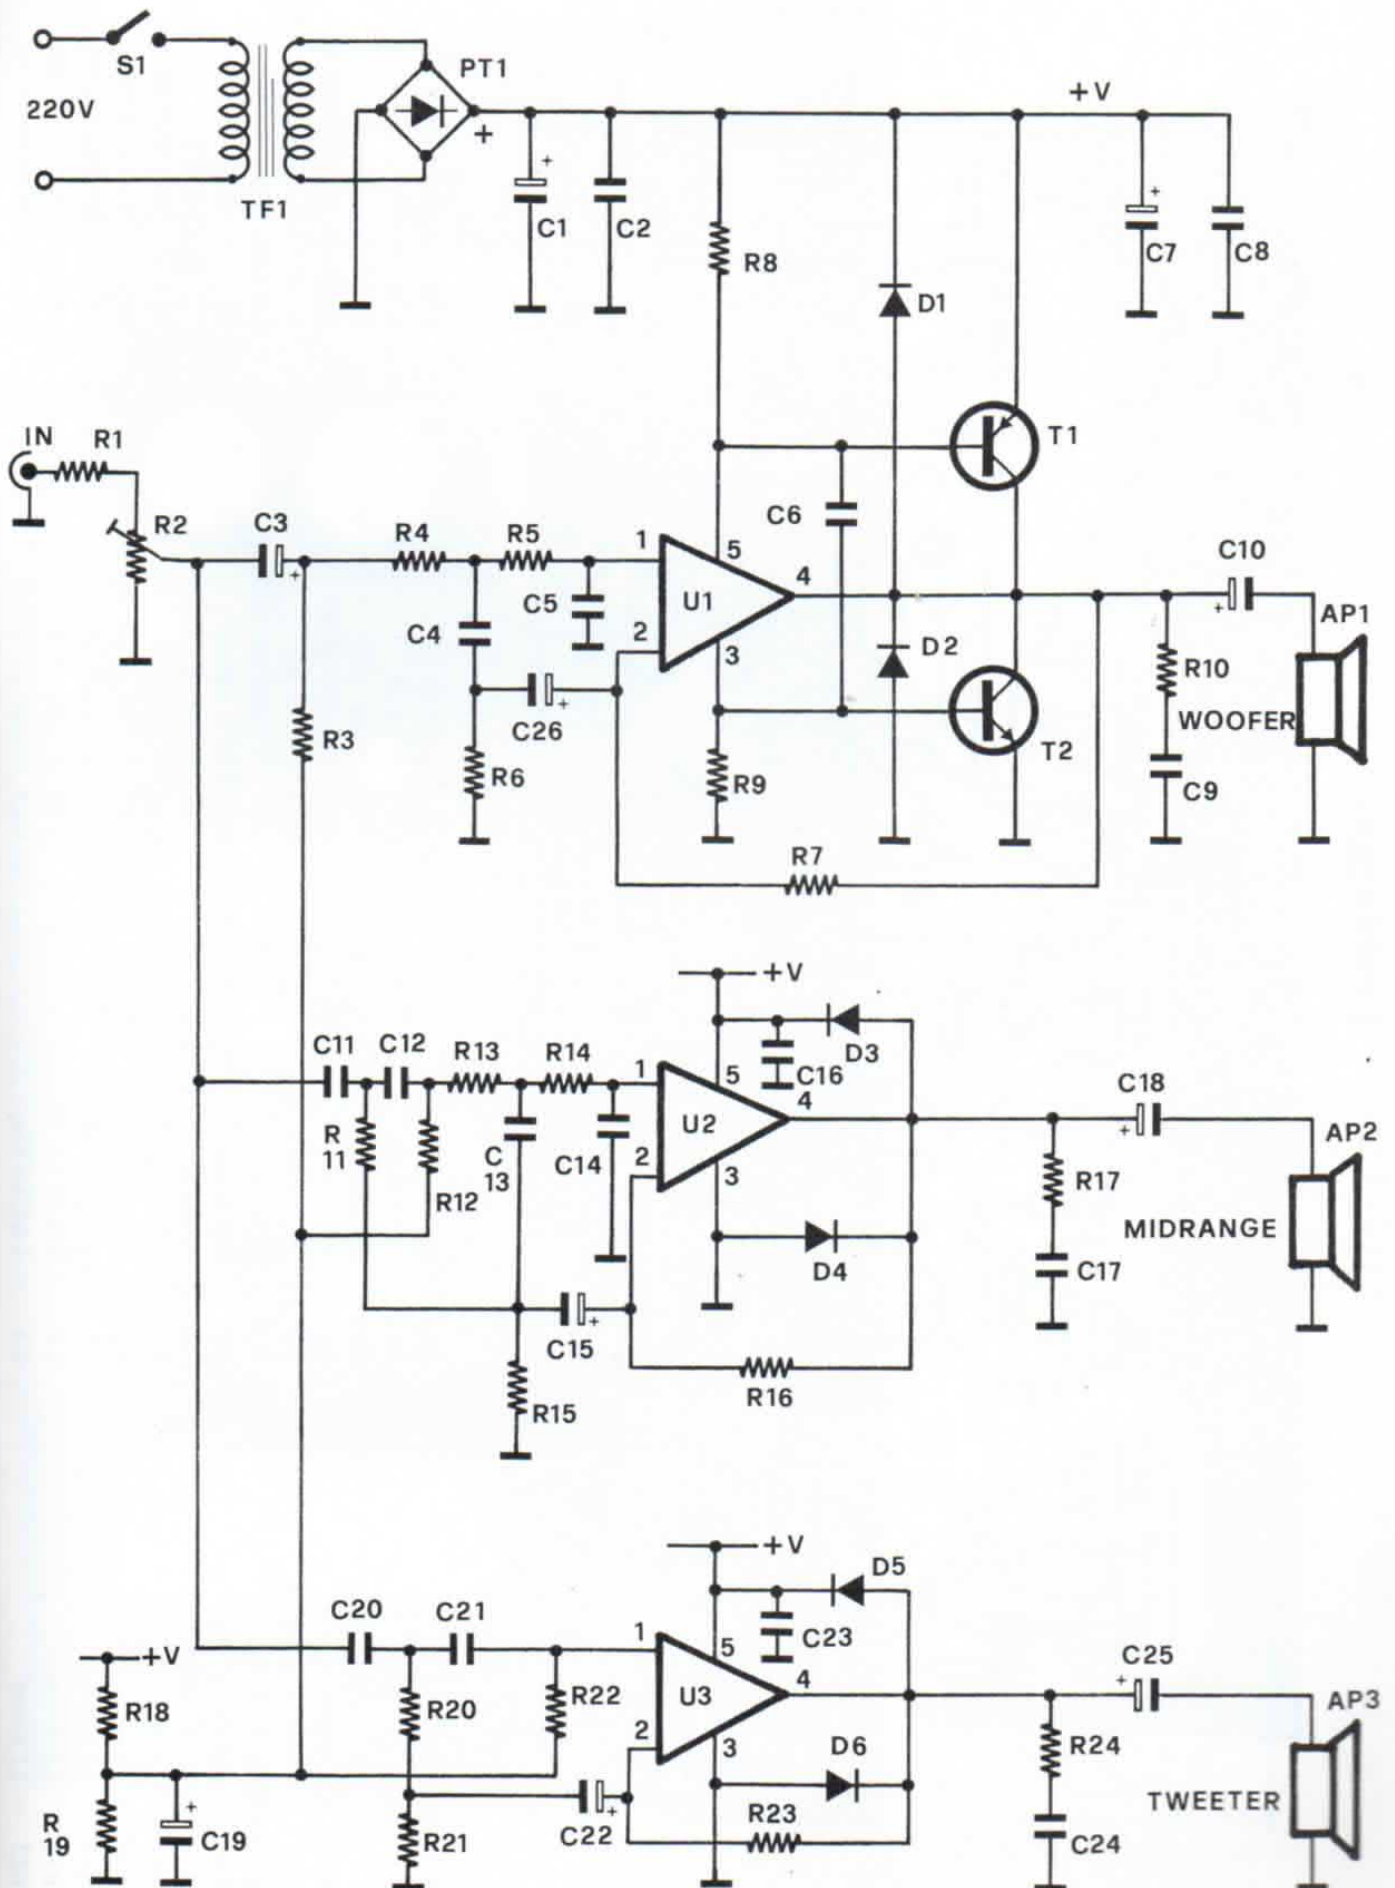 S1
220V
TF1
PT1
+
+V
+
C1
C2
R8
D1
+
C7
C8
IN
R1
R2
C3
+
R4
R5
1
5
U1
4
2
3
C4
C5
C26
+
R3
R6
R9
C6
T1
D2
T2
R7
C10
+
AP1
R10
WOOFER
C9
+V
C11
C12
R13
R14
1
5
C16
D3
4
U2
2
3
R
11
R12
C
13
C14
D4
C15
+
R15
R16
C18
+
AP2
R17
MIDRANGE
C17
+V
D5
C20
C21
1
5
C23
4
U3
2
3
+V
R18
R20
R22
D6
R
19
+
C19
R21
C22
+
R23
C25
+
AP3
R24
TWEETER
C24